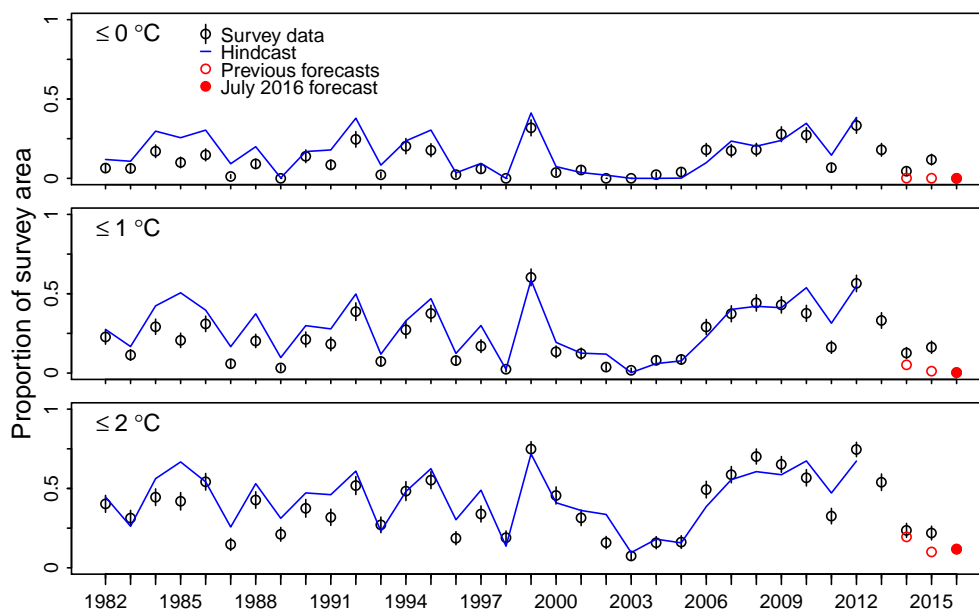 Proportion of survey area
≤ 0 °C
Survey data
Hindcast
Previous forecasts
July 2016 forecast
1
0.5
0
≤ 1 °C
1
0.5
0
≤ 2 °C
1
0.5
0
1982 1985 1988 1991 1994 1997 2000 2003 2006 2009 2012 2015